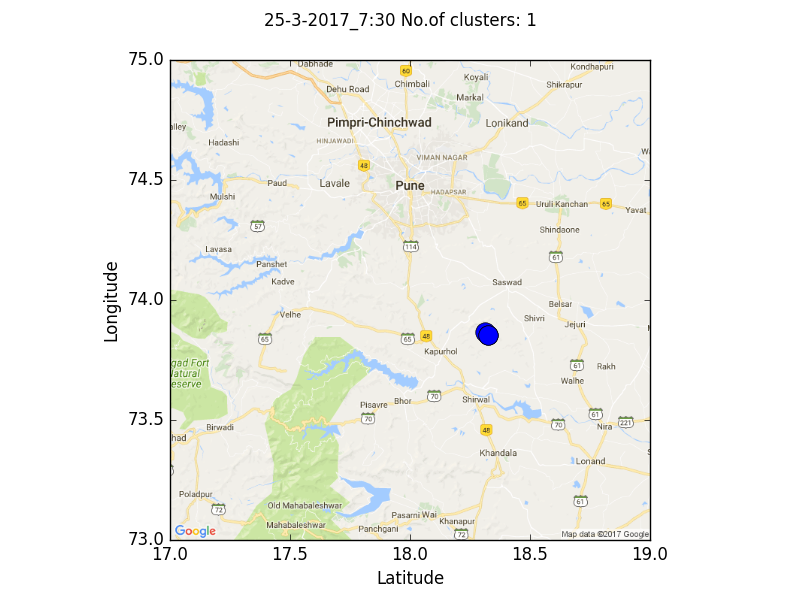 25-3-2017_7:30 No.of clusters: 1
75.0
74.5
74.0
73.5
73.0
17.0
17.5
18.0
18.5
19.0
Longitude
Latitude
Dabhade
60
Kondhapuri
Dehu Road
Chimbali
Koyali
Shikrapur
Markal
alley
Pimpri-Chinchwad
Lonikand
Hadashi
HINJAWADI
48
VIMAN NAGAR
W
Paud
Lavale
Pune
HADAPSAR
Mulshi
65
Uruli Kanchan
65
Yavat
57
Shindaone
Lavasa
114
61
Panshet
Kadve
Saswad
Velhe
Belsar
Shivri
Jejuri
65
65
48
Kapurhol
gad Fort
Natural
eserve
69
Rakh
Walhe
70
Pisavre
Bhor
Shirwal
70
62
221
70
Nira
Birwadi
had
48
Khandala
Lonand
Poladpur
61
72
Old Mahabaleshwar
Mahabaleshwar
Pasarni Wai
Khanapur
Panchgani
72
Google
Map data ©2017 Google